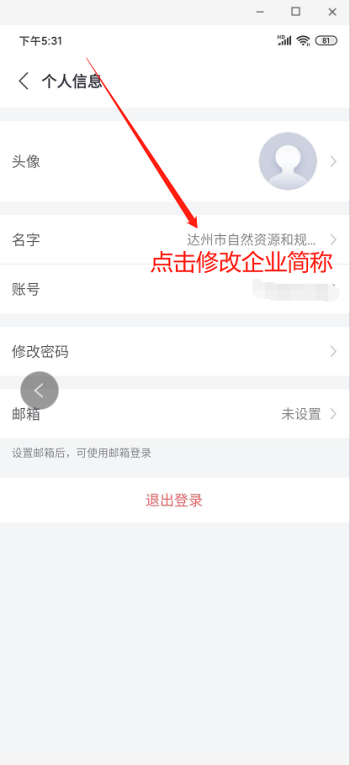 下午5:31
HD
81
个人信息
头像
名字
达州市自然资源和规...
点击修改企业简称
账号
修改密码
邮箱
未设置
设置邮箱后，可使用邮箱登录
退出登录